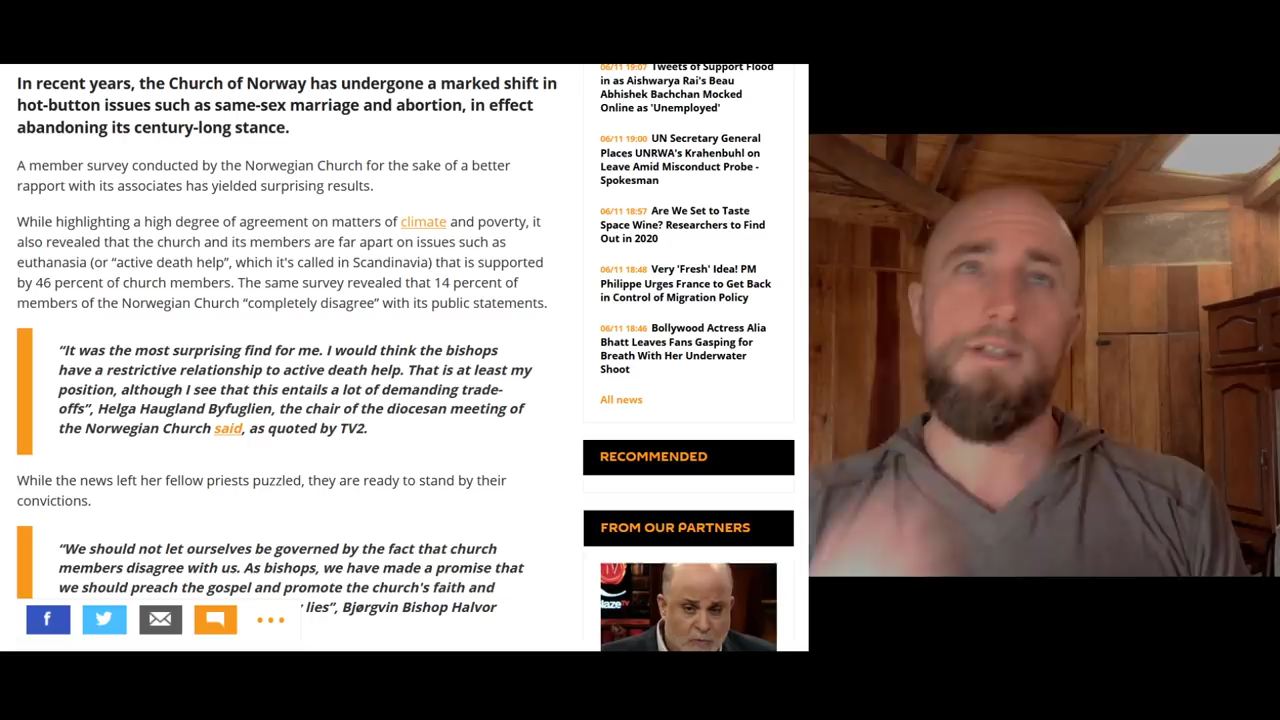 In recent years, the Church of Norway has undergone a marked shift in
hot-button issues such as same-sex marriage and abortion, in effect
abandoning its century-long stance.
A member survey conducted by the Norwegian Church for the sake of a better
rapport with its associates has yielded surprising results.
While highlighting a high degree of agreement on matters of climate and poverty, it
also revealed that the church and its members are far apart on issues such as
euthanasia (or “active death help”, which it's called in Scandinavia) that is supported
by 46 percent of church members. The same survey revealed that 14 percent of
members of the Norwegian Church “completely disagree” with its public statements.
“It was the most surprising find for me. I would think the bishops
have a restrictive relationship to active death help. That is at least my
position, although I see that this entails a lot of demanding trade-
offs”, Helga Haugland Byfuglien, the chair of the diocesan meeting of
the Norwegian Church said, as quoted by TV2.
While the news left her fellow priests puzzled, they are ready to stand by their
convictions.
“We should not let ourselves be governed by the fact that church
members disagree with us. As bishops, we have made a promise that
we should preach the gospel and promote the church's faith and
lies”, Bjørgvin Bishop Halvor
06/11 19:07 Tweets of Support Flood
in as Aishwarya Rai's Beau
Abhishek Bachchan Mocked
Online as 'Unemployed'
06/11 19:00 UN Secretary General
Places UNRWA's Krahenbuhl on
Leave Amid Misconduct Probe -
Spokesman
06/11 18:57 Are We Set to Taste
Space Wine? Researchers to Find
Out in 2020
06/11 18:48 Very 'Fresh' Idea! PM
Philippe Urges France to Get Back
in Control of Migration Policy
06/11 18:46 Bollywood Actress Alia
Bhatt Leaves Fans Gasping for
Breath With Her Underwater
Shoot
All news
RECOMMENDED
FROM OUR PARTNERS